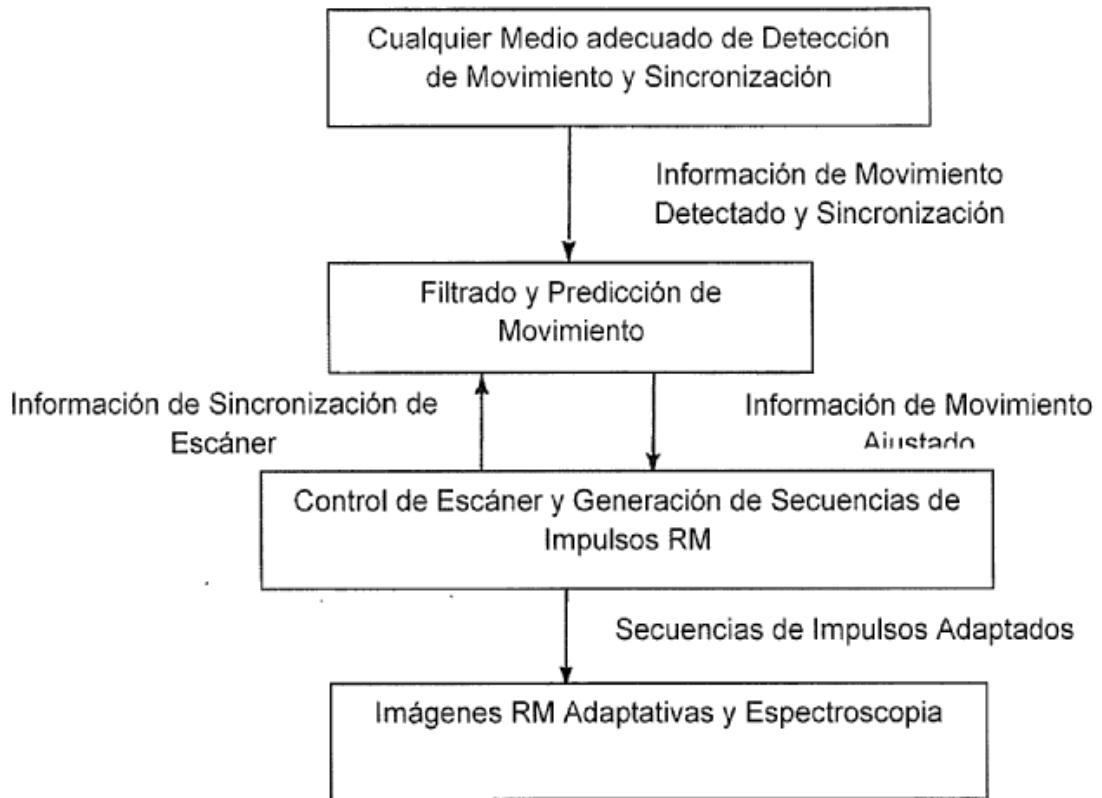 Cualquier Medio adecuado de Detección
de Movimiento y Sincronización
Información de Movimiento
Detectado y Sincronización
Filtrado y Predicción de
Movimiento
Información de Sincronización de
Escáner
Información de Movimiento
Ajustado
Control de Escáner y Generación de Secuencias de
Impulsos RM
Secuencias de Impulsos Adaptados
Imágenes RM Adaptativas y Espectroscopia